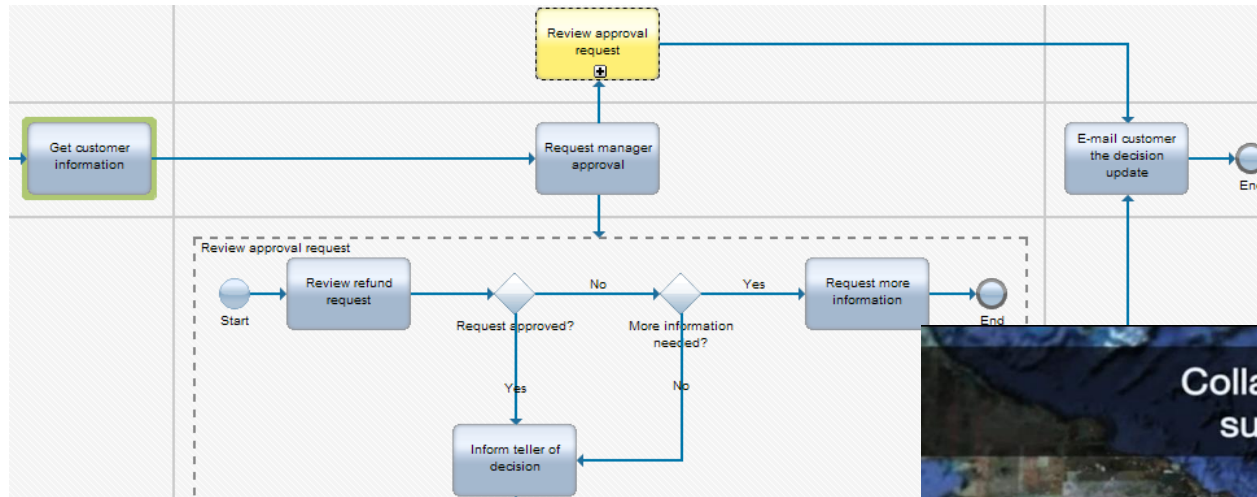 Review approval
request
Get customer
information
Request manager
approval
E-mail customer
the decision
update
End
Review approval request
Start
Review refund
request
Request approved?
No
More information
needed?
Yes
Request more
information
End
Yes
No
Inform teller of
decision